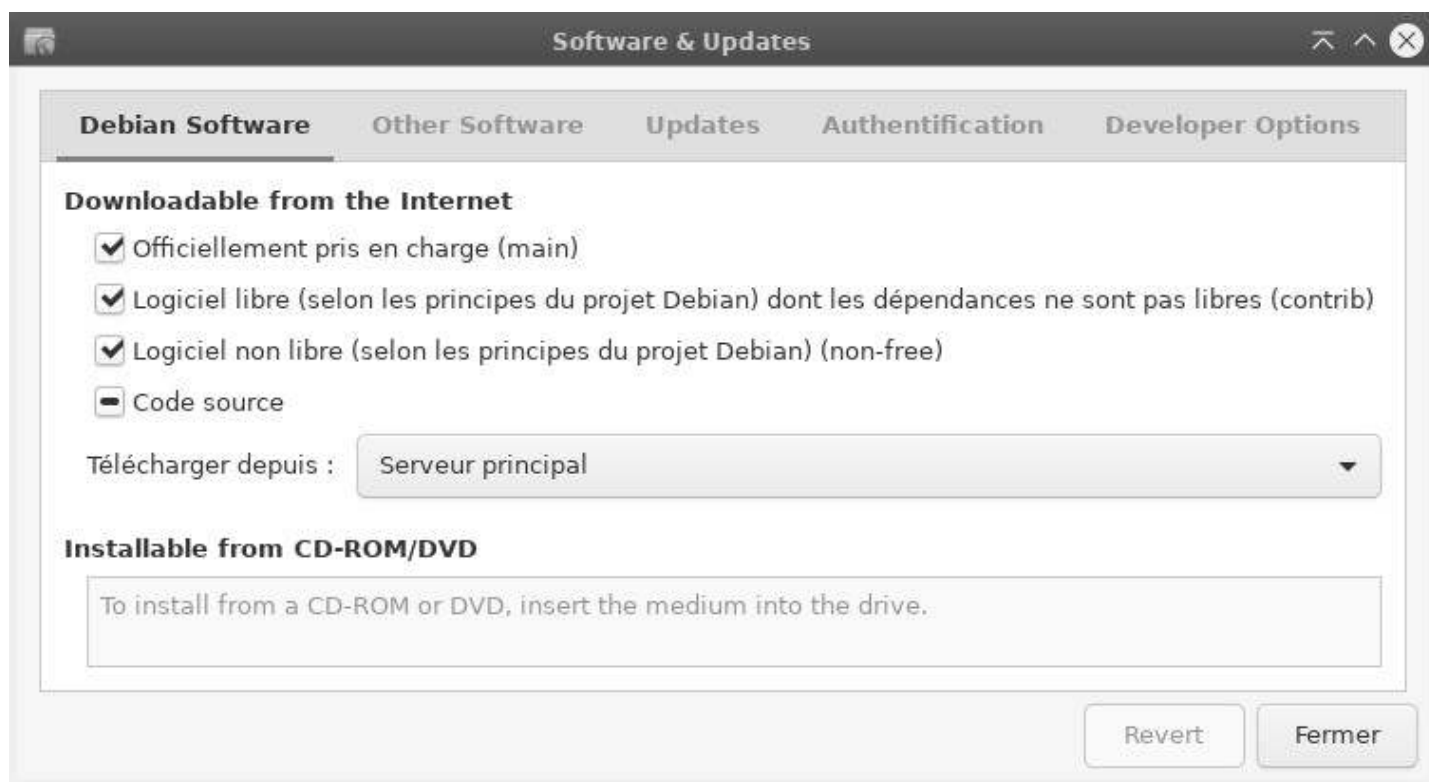 Software & Updates
Debian Software Other Software Updates Authentification Developer Options
Downloadable from the Internet
Officiellement pris en charge (main)
Logiciel libre (selon les principes du projet Debian) dont les dépendances ne sont pas libres (contrib)
Logiciel non libre (selon les principes du projet Debian) (non-free)
Code source
Télécharger depuis : Serveur principal
Installable from CD-ROM/DVD
To install from a CD-ROM or DVD, insert the medium into the drive.
Revert Fermer